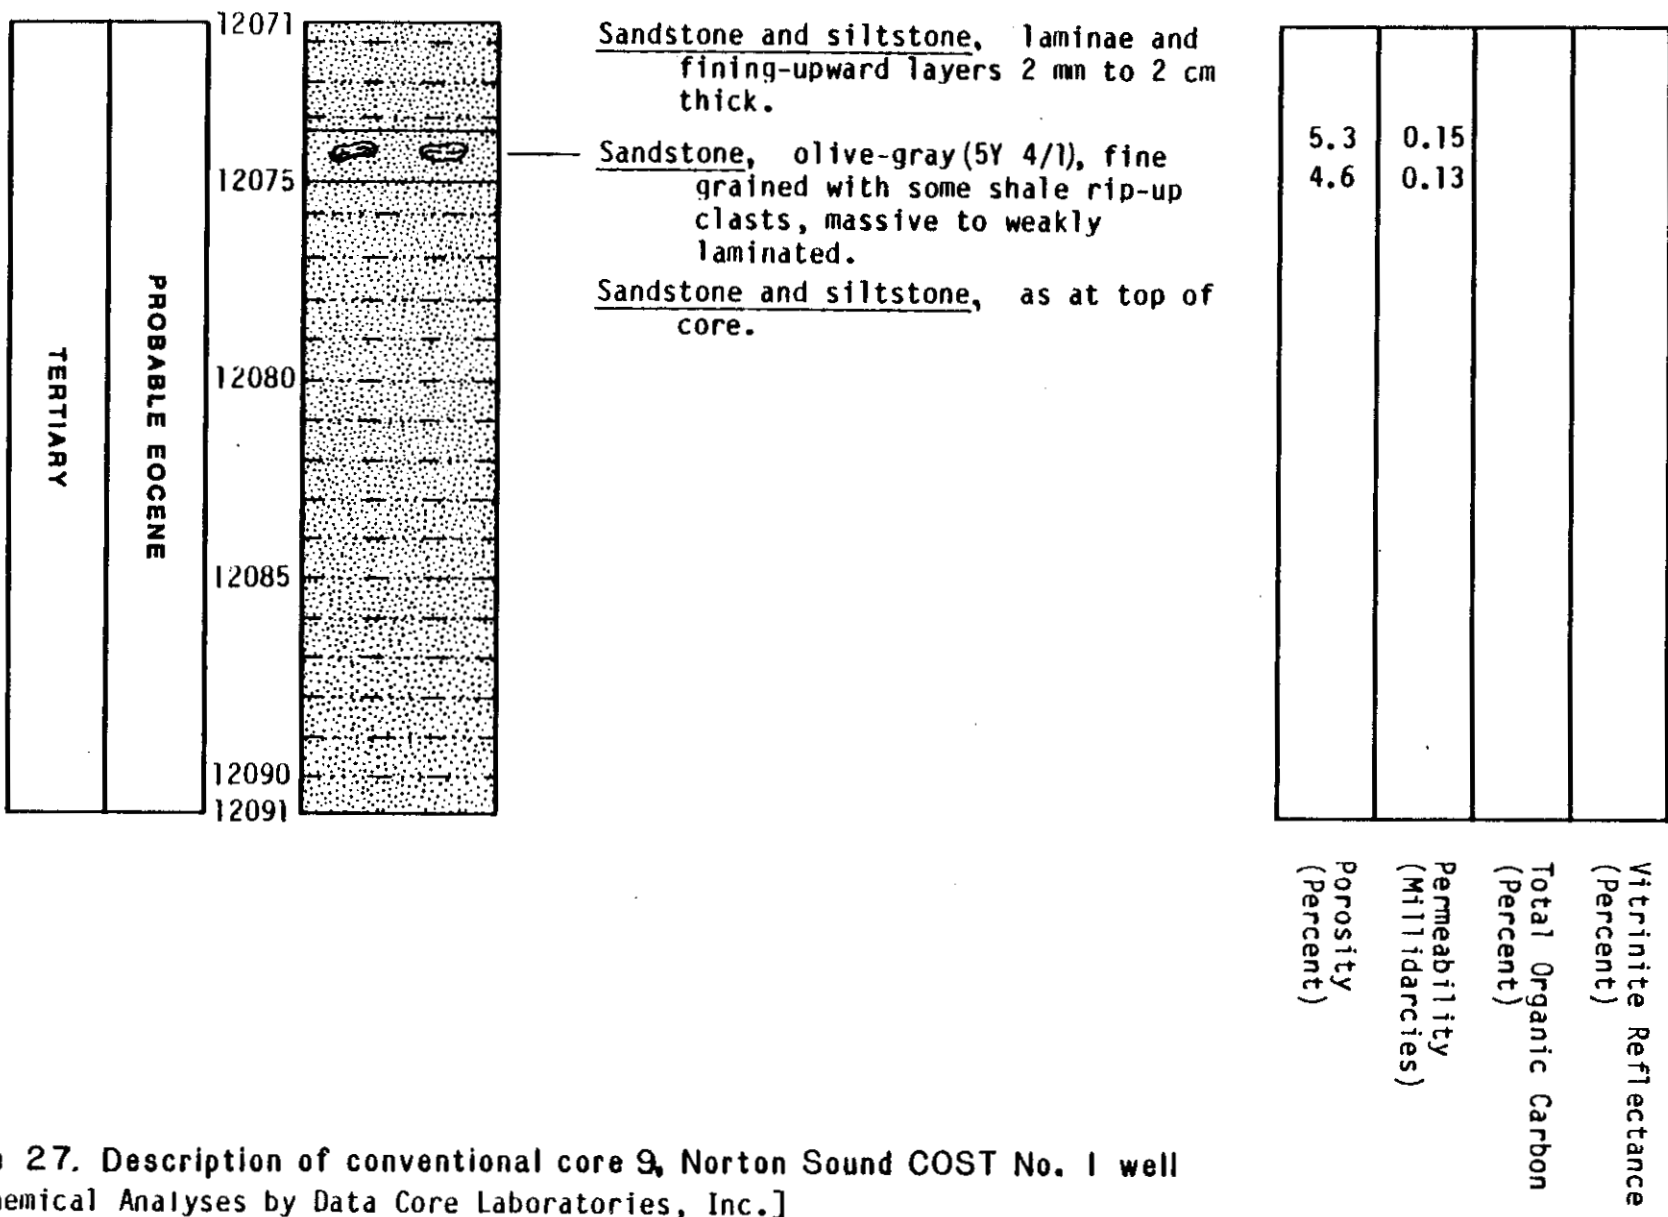 TERTIARY
PROBABLE EOCENE
12071
12075
12080
12085
12090
12091
Sandstone and siltstone, laminae and
fining-upward layers 2 mm to 2 cm
thick.
Sandstone, olive-gray (5Y 4/1), fine
grained with some shale rip-up
clasts, massive to weakly
laminated.
Sandstone and siltstone, as at top of
core.
5.3 0.15
4.6 0.13
Porosity
(Percent)
Permeability
(Millidarcies)
Total Organic Carbon
(Percent)
Vitrinite Reflectance
(Percent)
27. Description of conventional core 9, Norton Sound COST No. 1 well
Analyses by Data Core Laboratories, Inc.]